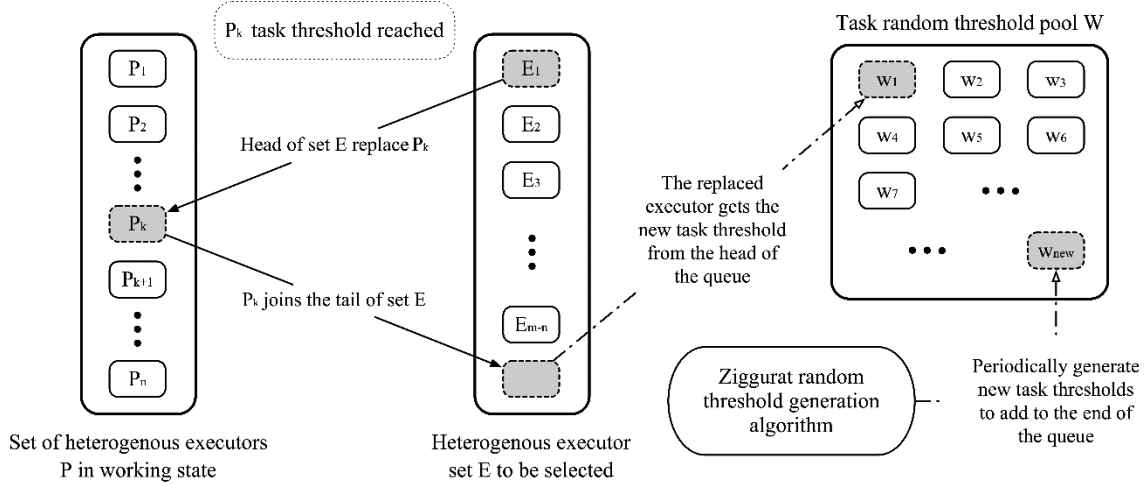 Pk task threshold reached
Task random threshold pool W
P1
P2
Pk
Pk+1
Pn
Head of set E replace Pk
Pk joins the tail of set E
E1
E2
E3
Em-n
The replaced
executor gets the
new task threshold
from the head of
the queue
W1
W2
W3
W4
W5
W6
W7
Wnew
Ziggurat random
threshold generation
algorithm
Periodically generate
new task thresholds
to add to the end of
the queue
Set of heterogenous executors
P in working state
Heterogenous executor
set E to be selected